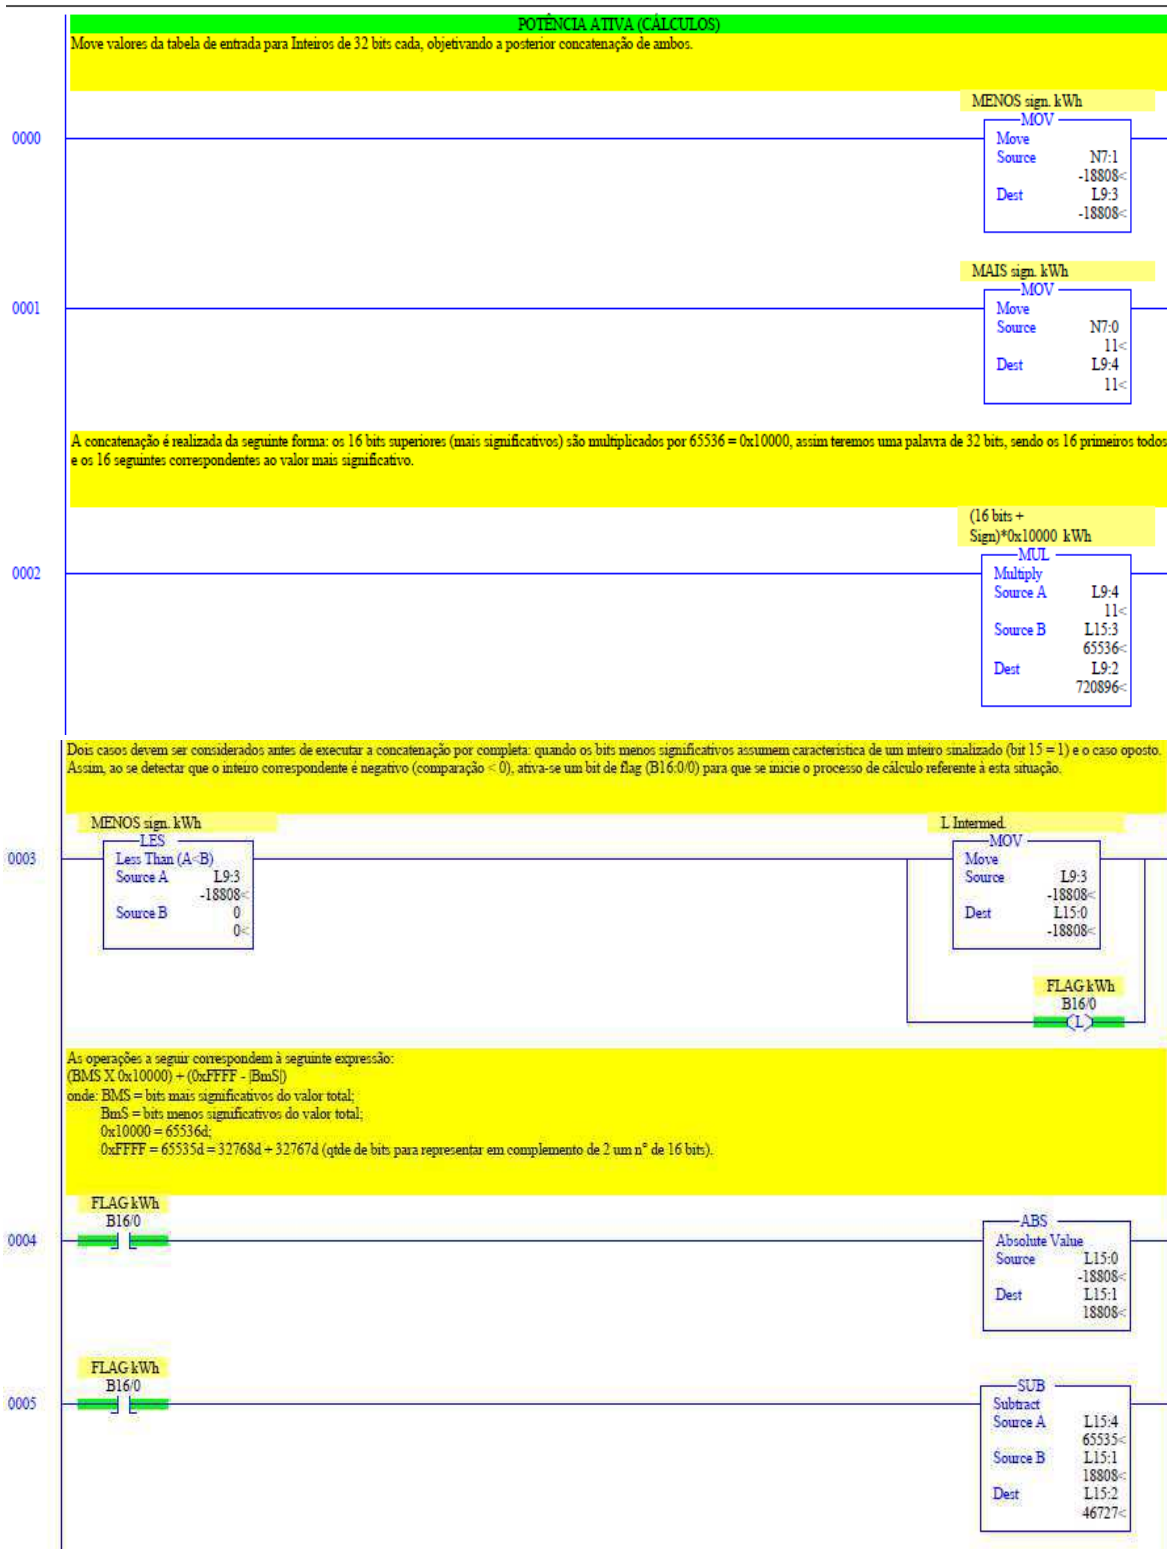 POTÊNCIA ATIVA (CÁLCULOS)
Move valores da tabela de entrada para Inteiros de 32 bits cada, objetivando a posterior concatenação de ambos.
MENOS sign. kWh
MOV
0000
Move
Source N7:1
-18808<
Dest L9:3
-18808<
MAIS sign. kWh
MOV
0001
Move
Source N7:0
11<
Dest L9:4
11<
A concatenação é realizada da seguinte forma: os 16 bits superiores (mais significativos) são multiplicados por 65536 = 0x10000, assim teremos uma palavra de 32 bits, sendo os 16 primeiros todos
e os 16 seguintes correspondentes ao valor mais significativo.
(16 bits +
Sign)*0x10000 kWh
MUL
0002
Multiply
Source A L9:4
11<
Source B L15:3
65536<
Dest L9:2
720896<
Dois casos devem ser considerados antes de executar a concatenação por completa: quando os bits menos significativos assumem característica de um inteiro sinalizado (bit 15 = 1) e o caso oposto.
Assim, ao se detectar que o inteiro correspondente é negativo (comparação < 0), ativa-se um bit de flag (B16:0/0) para que se inicie o processo de cálculo referente à esta situação.
MENOS sign. kWh
LES
0003
Less Than (A<B)
Source A L9:3
-18808<
Source B 0
0<
L Intermed.
MOV
Move
Source L9:3
-18808<
Dest L15:0
-18808<
FLAG kWh
B16/0
L
As operações a seguir correspondem à seguinte expressão:
(BMS X 0x10000) + (0xFFFF - |BmS|)
onde: BMS = bits mais significativos do valor total;
BmS = bits menos significativos do valor total;
0x10000 = 65536d;
0xFFFF = 65535d = 32768d + 32767d (qtde de bits para representar em complemento de 2 um n° de 16 bits).
FLAG kWh
B16/0
0004
ABS
Absolute Value
Source L15:0
-18808<
Dest L15:1
18808<
FLAG kWh
B16/0
0005
SUB
Subtract
Source A L15:4
65535<
Source B L15:1
18808<
Dest L15:2
46727<